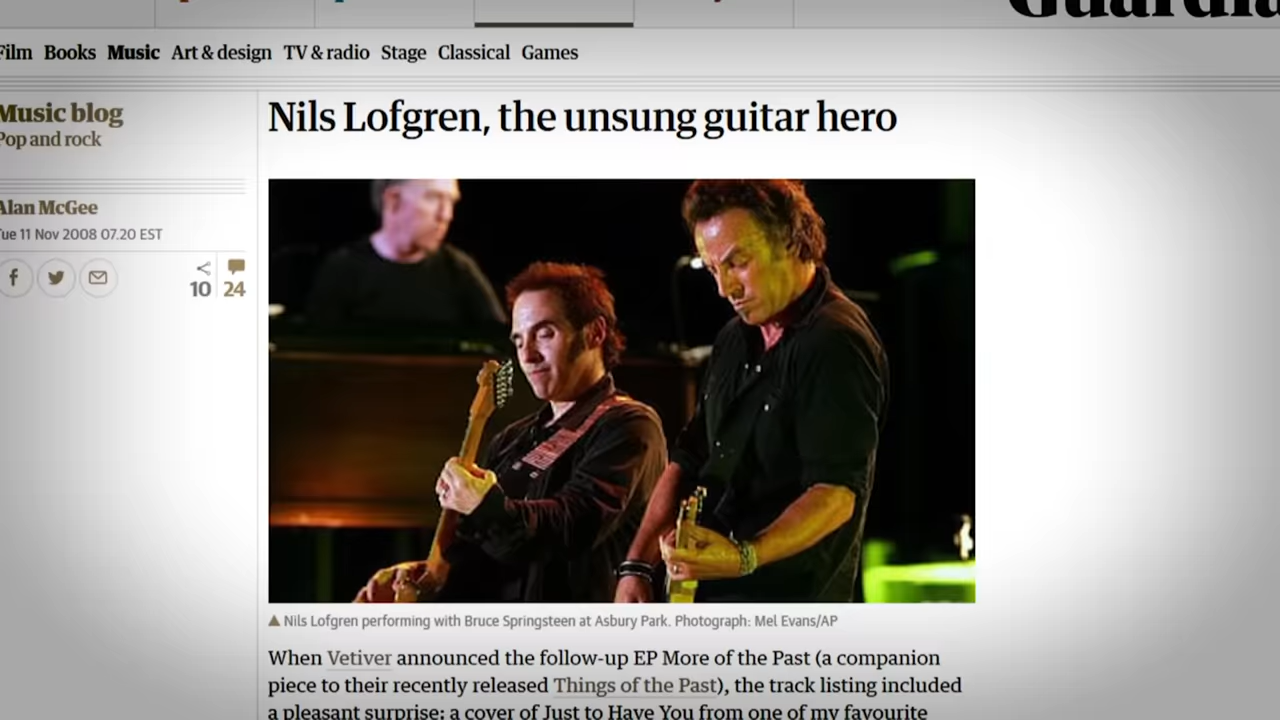 Guardia
Film Books Music Art & design TV & radio Stage Classical Games
Music blog
Pop and rock
Nils Lofgren, the unsung guitar hero
Alan McGee
Tue 11 Nov 2008 07.20 EST
10 24
Nils Lofgren performing with Bruce Springsteen at Asbury Park. Photograph: Mel Evans/AP
When Vetiver announced the follow-up EP More of the Past (a companion
piece to their recently released Things of the Past), the track listing included
a pleasant surprise: a cover of Just to Have You from one of my favourite